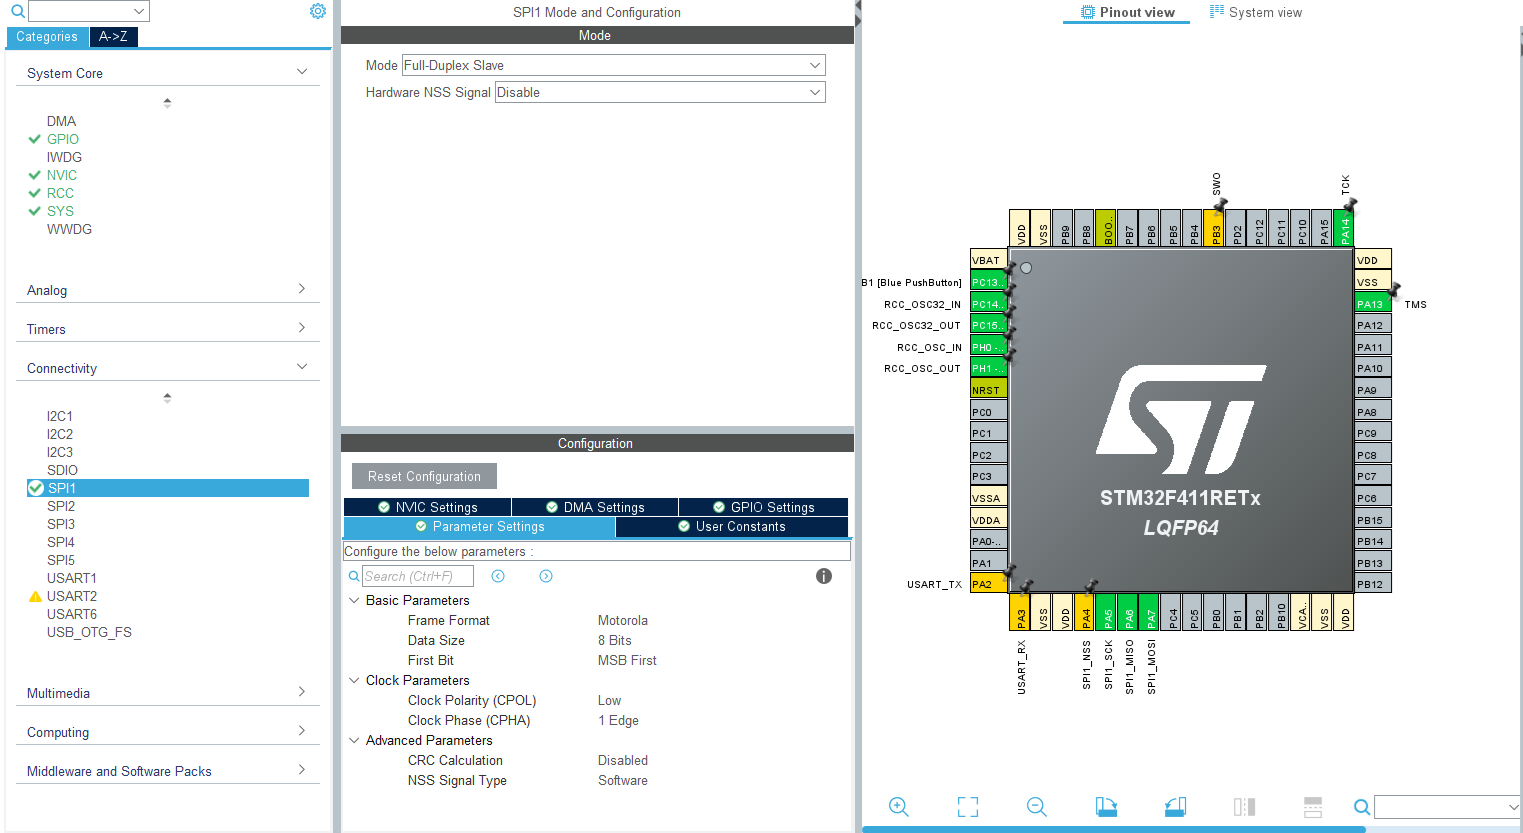 Categories
A->Z
System Core
DMA
GPIO
IWDG
NVIC
RCC
SYS
WWDG
Analog
Timers
Connectivity
I2C1
I2C2
I2C3
SDIO
SPI1
SPI2
SPI3
SPI4
SPI5
USART1
USART2
USART6
USB_OTG_FS
Multimedia
Computing
Middleware and Software Packs
SPI1 Mode and Configuration
Mode
Mode Full-Duplex Slave
Hardware NSS Signal Disable
Configuration
Reset Configuration
NVIC Settings
DMA Settings
GPIO Settings
Parameter Settings
User Constants
Configure the below parameters :
Search (Ctrl+F)
Basic Parameters
Frame Format Motorola
Data Size 8 Bits
First Bit MSB First
Clock Parameters
Clock Polarity (CPOL) Low
Clock Phase (CPHA) 1 Edge
Advanced Parameters
CRC Calculation Disabled
NSS Signal Type Software
Pinout view
System view
SWO
TCK
VDD
VSS
PB9
PB8
BOO..
PB7
PB6
PB5
PB4
PB3
PD2
PC12
PC11
PC10
PA15
PA14
VBAT
B1 [Blue PushButton] PC13..
RCC_OSC32_IN PC14..
RCC_OSC32_OUT PC15..
RCC_OSC_IN PH0 -..
RCC_OSC_OUT PH1 -..
NRST
PC0
PC1
PC2
PC3
VSSA
VDDA
PA0-..
PA1
USART_TX PA2
STM32F411RETx
LQFP64
VDD
VSS
PA13 TMS
PA12
PA11
PA10
PA9
PA8
PC9
PC8
PC7
PC6
PB15
PB14
PB13
PB12
PA3
VSS
VDD
PA4
PA5
PA6
PA7
PC4
PC5
PB0
PB1
PB2
PB10
VCA..
VSS
VDD
USART_RX
SPI1_NSS
SPI1_SCK
SPI1_MISO
SPI1_MOSI